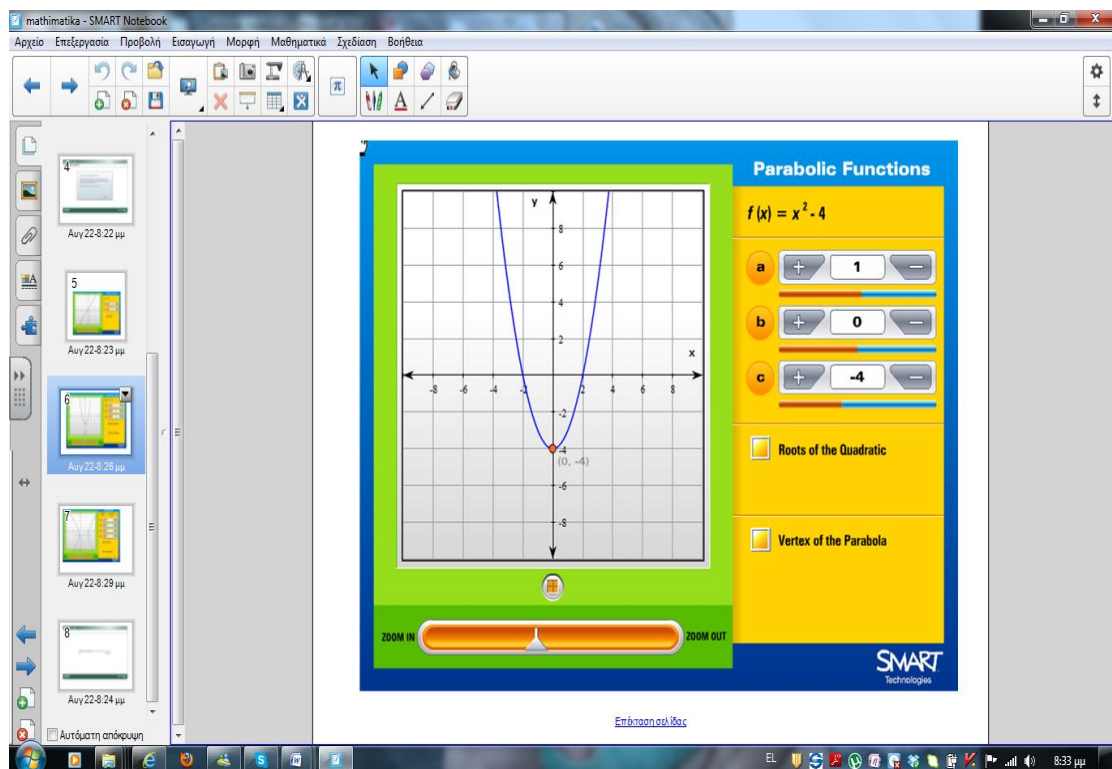 mathimatika - SMART Notebook
Αρχείο Επεξεργασία Προβολή Εισαγωγή Μορφή Μαθηματικά Σχεδίαση Βοήθεια
π
A
4
Αυγ 22-8:22 μμ
5
Αυγ 22-8:23 μμ
6
Αυγ 22-8:26 μμ
7
Αυγ 22-8:29 μμ
8
Αυγ 22-8:24 μμ
Αυτόματη απόκρυψη
Parabolic Functions
f (x) = x² - 4
a + 1 −
b + 0 −
c + -4 −
Roots of the Quadratic
Vertex of the Parabola
y
8
6
4
2
x
-8 -6 -4 -2 2 4 6 8
-2
-4
(0, -4)
-6
-8
ZOOM IN ZOOM OUT
SMART
Technologies
Επέκταση σελίδας
EL 8:33 μμ